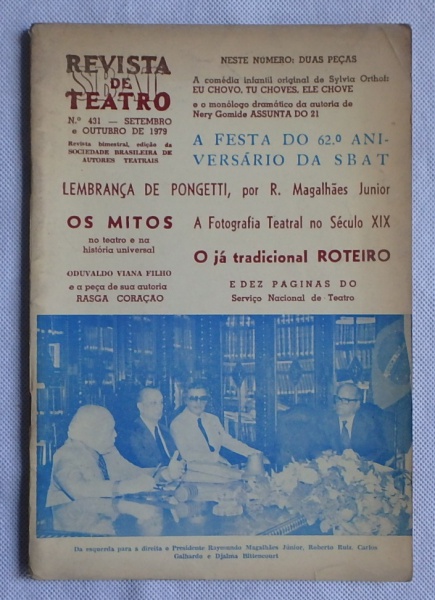 REVISTA
SBAT
DE
TEATRO
N.º 431 — SETEMBRO
e OUTUBRO DE 1979
Revista bimestral, edição da
SOCIEDADE BRASILEIRA DE
AUTORES TEATRAIS
NESTE NÚMERO: DUAS PEÇAS
A comédia infantil original de Sylvia Orthof:
EU CHOVO, TU CHOVES, ELE CHOVE
e o monólogo dramático da autoria de
Nery Gomide ASSUNTA DO 21
A FESTA DO 62.º ANI-
VERSÁRIO DA SBAT
LEMBRANÇA DE PONGETTI, por R. Magalhães Junior
OS MITOS
no teatro e na
história universal
A Fotografia Teatral no Século XIX
O já tradicional ROTEIRO
ODUVALDO VIANA FILHO
e a peça de sua autoria
RASGA CORAÇÃO
E DEZ PAGINAS DO
Serviço Nacional de Teatro
Da esquerda para a direita o Presidente Raymundo Magalhães Júnior, Roberto Ruiz, Carlos
Galhardo e Djalma Bittencourt